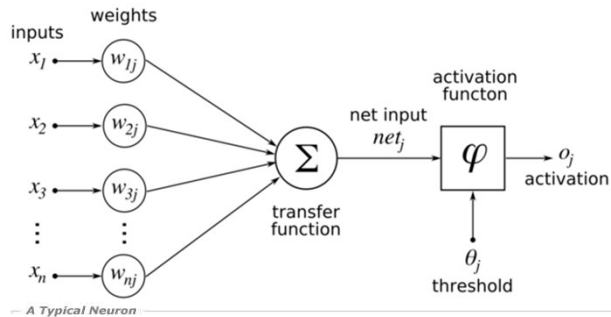 weights
inputs
x1 w1j
x2 w2j
x3 w3j
⋮ ⋮
xn wnj
Σ
transfer
function
net input
netj
activation
functon
φ
oj
activation
θj
threshold
A Typical Neuron